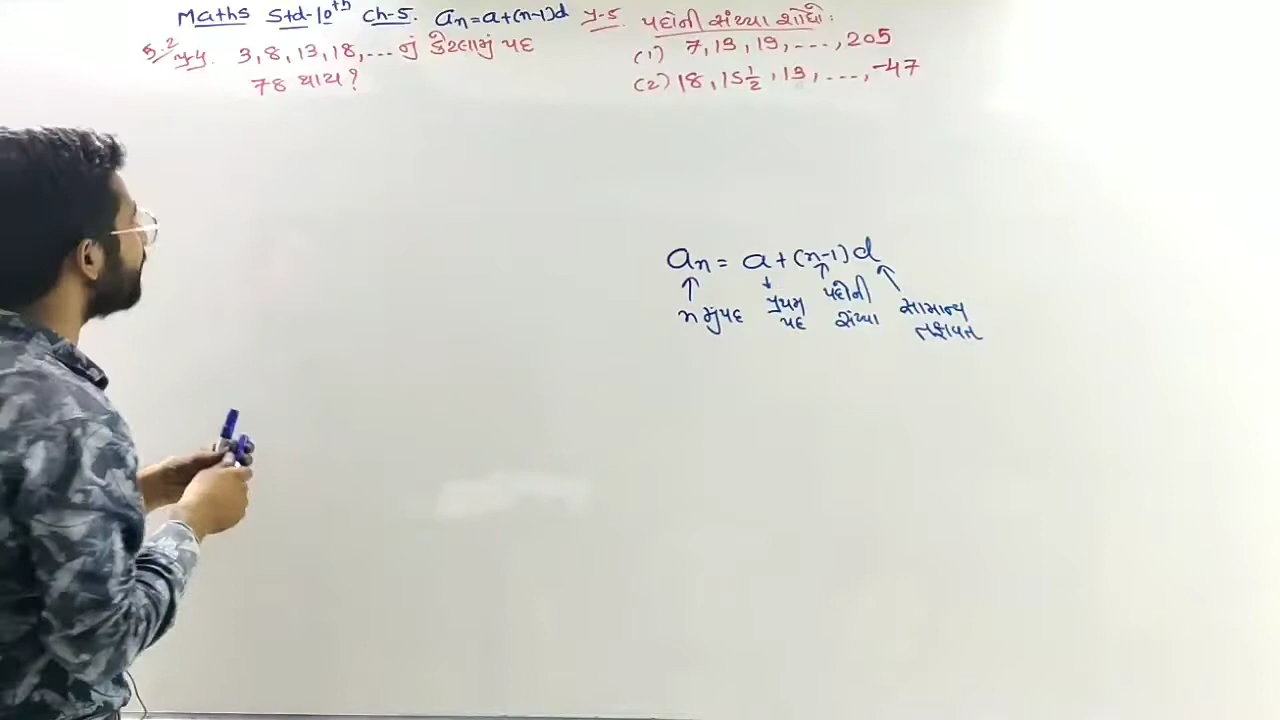 Maths Std-10th Ch-5. an=a+(n-1)d પ્ર-5 પદોની સંખ્યા શોધો:
5.2 પ્ર-4. 3,8,13,18,... નું કેટલામું પદ
78 થાય?
(1) 7,13,19,...,205
(2) 18,15½,13,...,-47
an = a+(n-1)d
n મુંપદ
પ્રથમ
પદ
પદોની
સંખ્યા
સામાન્ય
તફાવત